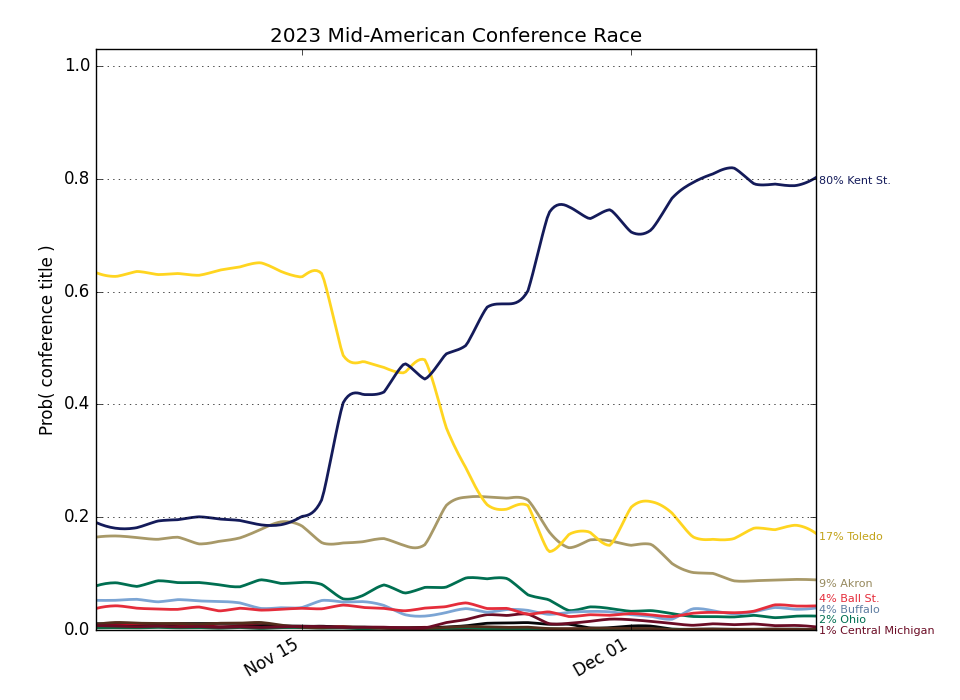 2023 Mid-American Conference Race
Prob( conference title )
1.0
0.8
0.6
0.4
0.2
0.0
Nov 15
Dec 01
80% Kent St.
17% Toledo
9% Akron
4% Ball St.
4% Buffalo
2% Ohio
1% Central Michigan